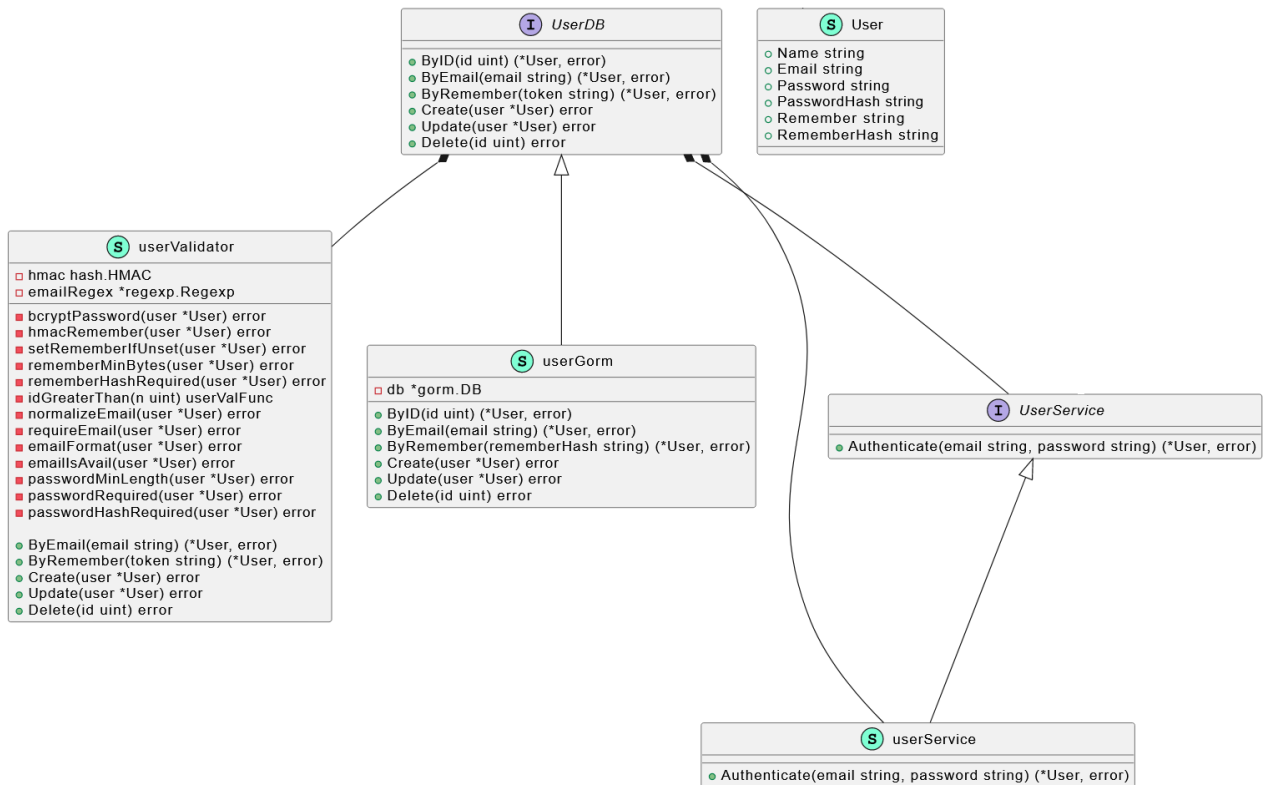 I UserDB
ByID(id uint) (*User, error)
ByEmail(email string) (*User, error)
ByRemember(token string) (*User, error)
Create(user *User) error
Update(user *User) error
Delete(id uint) error
S User
Name string
Email string
Password string
PasswordHash string
Remember string
RememberHash string
S userValidator
hmac hash.HMAC
emailRegex *regexp.Regexp
bcryptPassword(user *User) error
hmacRemember(user *User) error
setRememberIfUnset(user *User) error
rememberMinBytes(user *User) error
rememberHashRequired(user *User) error
idGreaterThan(n uint) userValFunc
normalizeEmail(user *User) error
requireEmail(user *User) error
emailFormat(user *User) error
emailIsAvail(user *User) error
passwordMinLength(user *User) error
passwordRequired(user *User) error
passwordHashRequired(user *User) error
ByEmail(email string) (*User, error)
ByRemember(token string) (*User, error)
Create(user *User) error
Update(user *User) error
Delete(id uint) error
S userGorm
db *gorm.DB
ByID(id uint) (*User, error)
ByEmail(email string) (*User, error)
ByRemember(rememberHash string) (*User, error)
Create(user *User) error
Update(user *User) error
Delete(id uint) error
I UserService
Authenticate(email string, password string) (*User, error)
S userService
Authenticate(email string, password string) (*User, error)